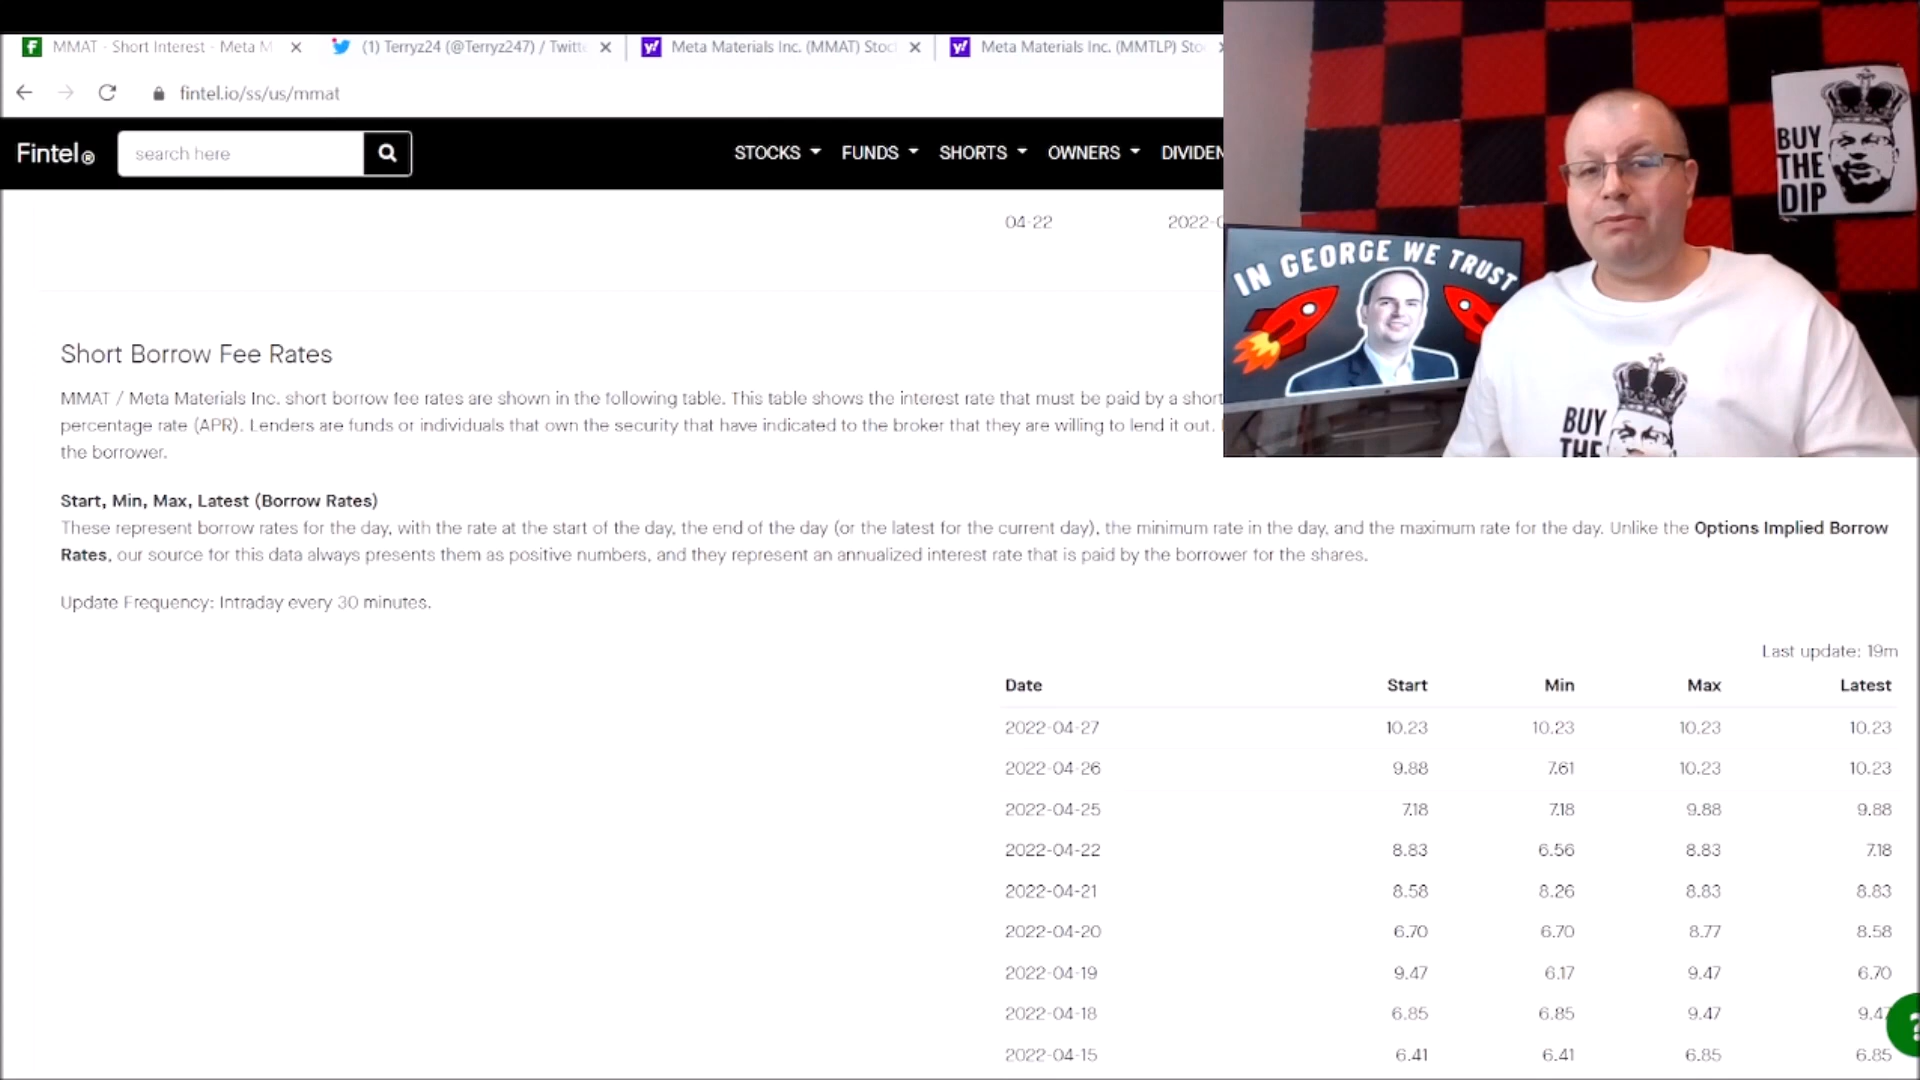 MMAT - Short Interest - Meta M
(1) Terryz24 (@Terryz247) / Twitt
Meta Materials Inc. (MMAT) Stoc
Meta Materials Inc. (MMTLP) Sto
fintel.io/ss/us/mmat
Fintel®
search here
STOCKS
FUNDS
SHORTS
OWNERS
DIVIDEN
04-22
2022-0
IN GEORGE WE TRUST
BUY
THE
DIP
BUY
THE
Short Borrow Fee Rates
MMAT / Meta Materials Inc. short borrow fee rates are shown in the following table. This table shows the interest rate that must be paid by a short
percentage rate (APR). Lenders are funds or individuals that own the security that have indicated to the broker that they are willing to lend it out.
the borrower.
Start, Min, Max, Latest (Borrow Rates)
These represent borrow rates for the day, with the rate at the start of the day, the end of the day (or the latest for the current day), the minimum rate in the day, and the maximum rate for the day. Unlike the Options Implied Borrow
Rates, our source for this data always presents them as positive numbers, and they represent an annualized interest rate that is paid by the borrower for the shares.
Update Frequency: Intraday every 30 minutes.
Last update: 19m
Date Start Min Max Latest
2022-04-27 10.23 10.23 10.23 10.23
2022-04-26 9.88 7.61 10.23 10.23
2022-04-25 7.18 7.18 9.88 9.88
2022-04-22 8.83 6.56 8.83 7.18
2022-04-21 8.58 8.26 8.83 8.83
2022-04-20 6.70 6.70 8.77 8.58
2022-04-19 9.47 6.17 9.47 6.70
2022-04-18 6.85 6.85 9.47 9.47
2022-04-15 6.41 6.41 6.85 6.85
?